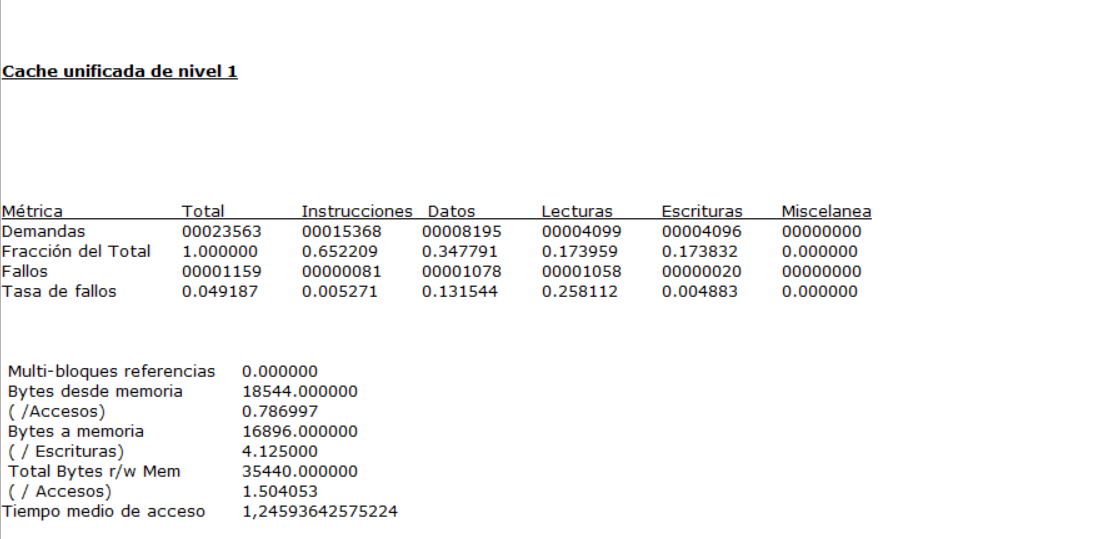 Cache unificada de nivel 1
Métrica Total Instrucciones Datos Lecturas Escrituras Miscelanea
Demandas 00023563 00015368 00008195 00004099 00004096 00000000
Fracción del Total 1.000000 0.652209 0.347791 0.173959 0.173832 0.000000
Fallos 00001159 00000081 00001078 00001058 00000020 00000000
Tasa de fallos 0.049187 0.005271 0.131544 0.258112 0.004883 0.000000
Multi-bloques referencias 0.000000
Bytes desde memoria 18544.000000
( /Accesos) 0.786997
Bytes a memoria 16896.000000
( / Escrituras) 4.125000
Total Bytes r/w Mem 35440.000000
( / Accesos) 1.504053
Tiempo medio de acceso 1,24593642575224